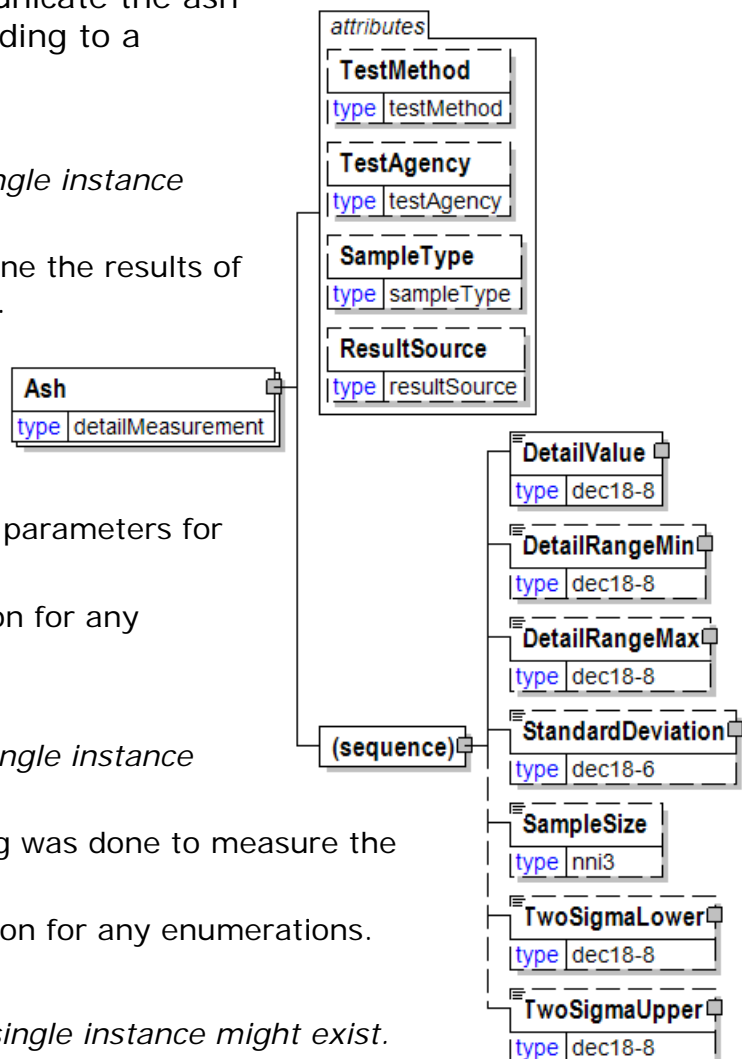 unicate the ash
ding to a
ngle instance
ne the results of
.
parameters for
on for any
ngle instance
g was done to measure the
on for any enumerations.
single instance might exist.
Ash
type detailMeasurement
attributes
TestMethod
type testMethod
TestAgency
type testAgency
SampleType
type sampleType
ResultSource
type resultSource
(sequence)
DetailValue
type dec18-8
DetailRangeMin
type dec18-8
DetailRangeMax
type dec18-8
StandardDeviation
type dec18-6
SampleSize
type nni3
TwoSigmaLower
type dec18-8
TwoSigmaUpper
type dec18-8